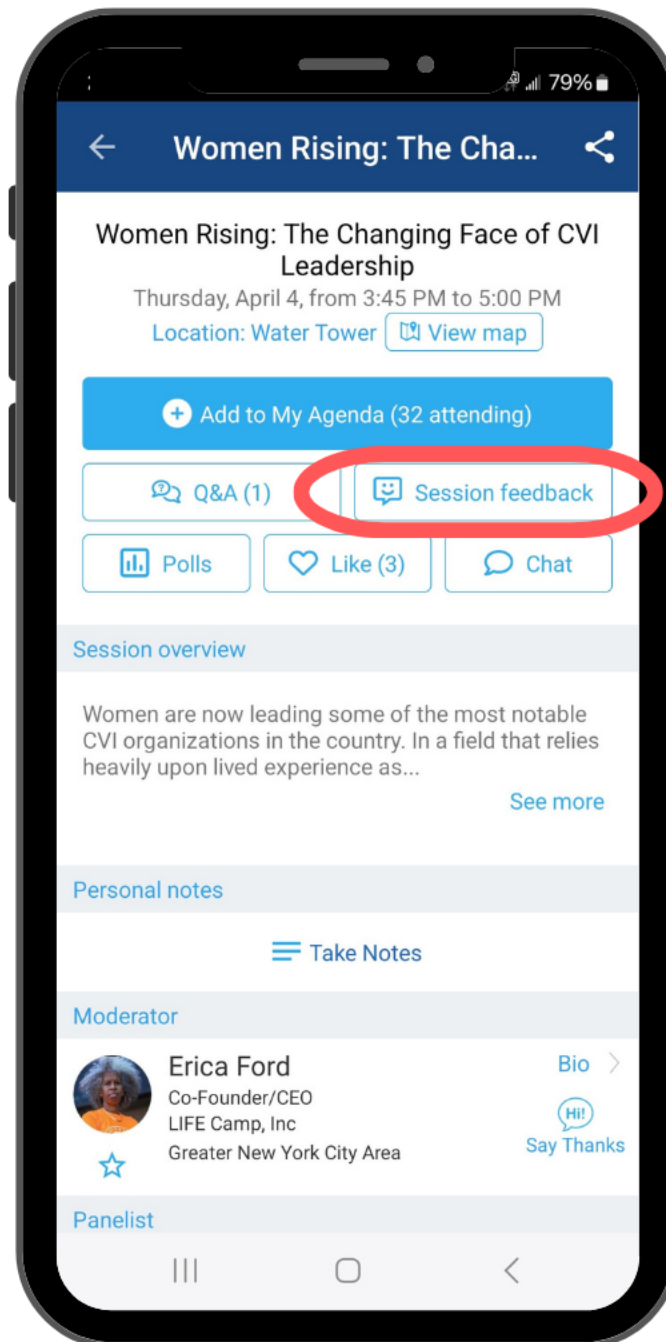 79%
Women Rising: The Cha...
Women Rising: The Changing Face of CVI
Leadership
Thursday, April 4, from 3:45 PM to 5:00 PM
Location: Water Tower View map
Add to My Agenda (32 attending)
Q&A (1) Session feedback
Polls Like (3) Chat
Session overview
Women are now leading some of the most notable
CVI organizations in the country. In a field that relies
heavily upon lived experience as...
See more
Personal notes
Take Notes
Moderator
Erica Ford Bio
Co-Founder/CEO
LIFE Camp, Inc Hi!
Greater New York City Area Say Thanks
Panelist